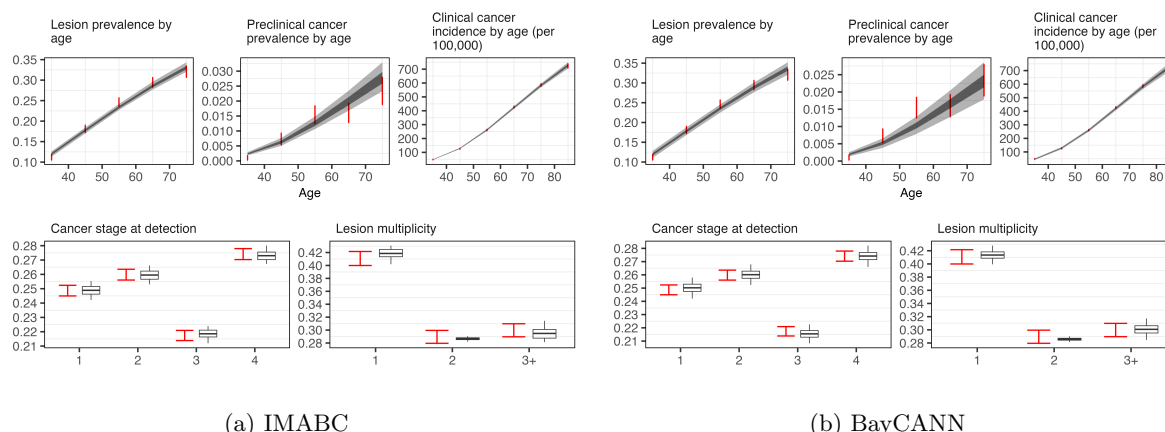 Lesion prevalence by
age
0.35
0.30
0.25
0.20
0.15
0.10
40 50 60 70
Preclinical cancer
prevalence by age
0.030
0.025
0.020
0.015
0.010
0.005
0.000
40 50 60 70
Age
Clinical cancer
incidence by age (per
100,000)
700
600
500
400
300
200
100
40 50 60 70 80
Cancer stage at detection
0.28
0.27
0.26
0.25
0.24
0.23
0.22
0.21
1 2 3 4
Lesion multiplicity
0.42
0.40
0.38
0.36
0.34
0.32
0.30
0.28
1 2 3+
(a) IMABC
Lesion prevalence by
age
0.35
0.30
0.25
0.20
0.15
0.10
40 50 60 70
Preclinical cancer
prevalence by age
0.025
0.020
0.015
0.010
0.005
0.000
40 50 60 70
Age
Clinical cancer
incidence by age (per
100,000)
700
600
500
400
300
200
100
40 50 60 70 80
Cancer stage at detection
0.28
0.27
0.26
0.25
0.24
0.23
0.22
0.21
1 2 3 4
Lesion multiplicity
0.42
0.40
0.38
0.36
0.34
0.32
0.30
0.28
1 2 3+
(b) BayCANN